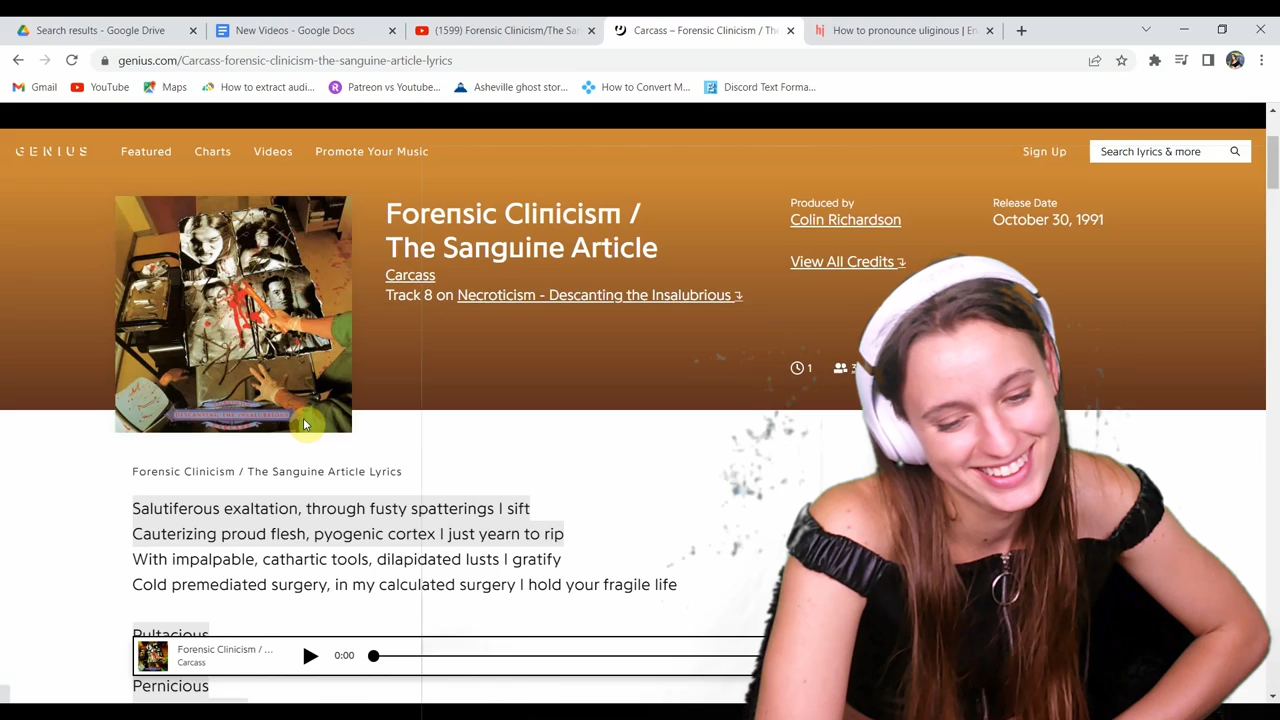 Search results - Google Drive
New Videos - Google Docs
(1599) Forensic Clinicism/The Sa
Carcass – Forensic Clinicism / The
How to pronounce uliginous | En
genius.com/Carcass-forensic-clinicism-the-sanguine-article-lyrics
Gmail
YouTube
Maps
How to extract audi...
Patreon vs Youtube...
Asheville ghost stor...
How to Convert M...
Discord Text Forma...
GENIUS
Featured
Charts
Videos
Promote Your Music
Sign Up
Search lyrics & more
Forensic Clinicism /
The Sanguine Article
Carcass
Track 8 on Necroticism - Descanting the Insalubrious
Produced by
Colin Richardson
Release Date
October 30, 1991
View All Credits
1
3
DESCANTING THE INSALUBRIOUS
Forensic Clinicism / The Sanguine Article Lyrics
Salutiferous exaltation, through fusty spatterings I sift
Cauterizing proud flesh, pyogenic cortex I just yearn to rip
With impalpable, cathartic tools, dilapidated lusts I gratify
Cold premediated surgery, in my calculated surgery I hold your fragile life
Pultacious
Forensic Clinicism / ...
Carcass
0:00
Pernicious